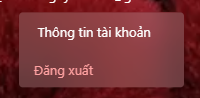 Thông tin tài khoản
Đăng xuất